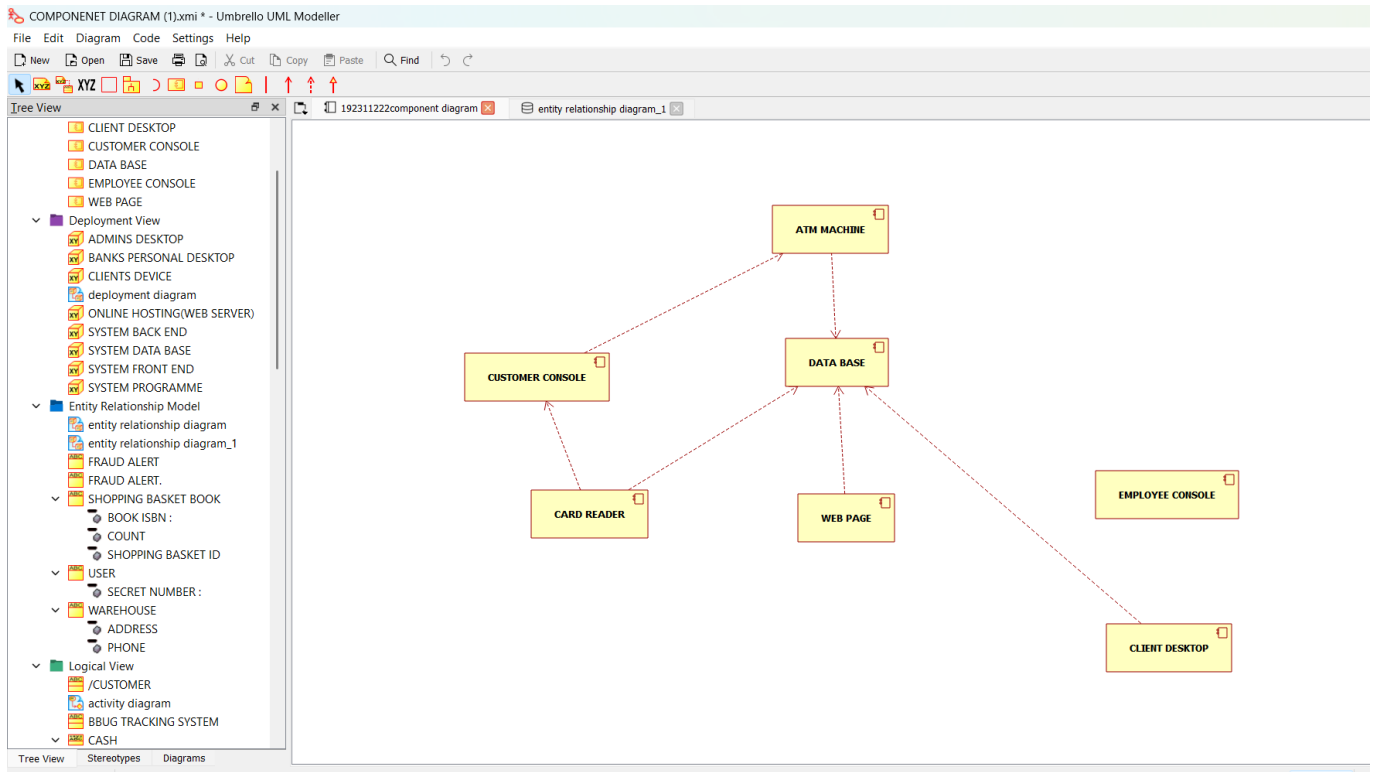 COMPONENET DIAGRAM (1).xmi * - Umbrello UML Modeller
File Edit Diagram Code Settings Help
New Open Save Cut Copy Paste Find
XYZ XYZ
Tree View
192311222component diagram
entity relationship diagram_1
CLIENT DESKTOP
CUSTOMER CONSOLE
DATA BASE
EMPLOYEE CONSOLE
WEB PAGE
Deployment View
ADMINS DESKTOP
BANKS PERSONAL DESKTOP
CLIENTS DEVICE
deployment diagram
ONLINE HOSTING(WEB SERVER)
SYSTEM BACK END
SYSTEM DATA BASE
SYSTEM FRONT END
SYSTEM PROGRAMME
Entity Relationship Model
entity relationship diagram
entity relationship diagram_1
FRAUD ALERT
FRAUD ALERT.
SHOPPING BASKET BOOK
BOOK ISBN :
COUNT
SHOPPING BASKET ID
USER
SECRET NUMBER :
WAREHOUSE
ADDRESS
PHONE
Logical View
/CUSTOMER
activity diagram
BBUG TRACKING SYSTEM
CASH
Tree View Stereotypes Diagrams
ATM MACHINE
DATA BASE
CUSTOMER CONSOLE
EMPLOYEE CONSOLE
CARD READER
WEB PAGE
CLIENT DESKTOP